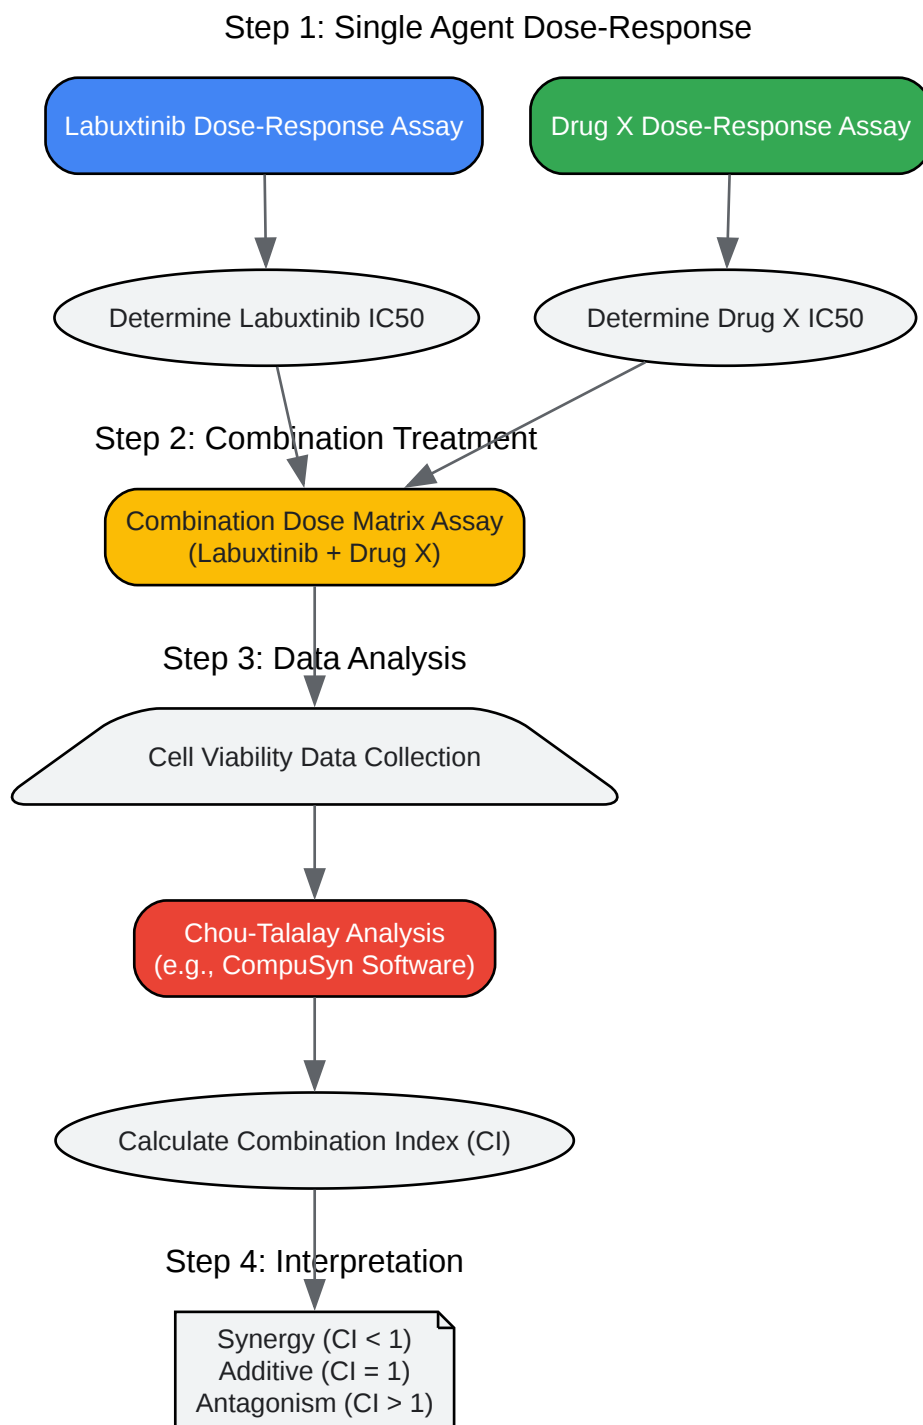 Step 1: Single Agent Dose-Response
Labuxtinib Dose-Response Assay
Drug X Dose-Response Assay
Determine Labuxtinib IC50
Determine Drug X IC50
Step 2: Combination Treatment
Combination Dose Matrix Assay
(Labuxtinib + Drug X)
Step 3: Data Analysis
Cell Viability Data Collection
Chou-Talalay Analysis
(e.g., CompuSyn Software)
Calculate Combination Index (CI)
Step 4: Interpretation
Synergy (CI < 1)
Additive (CI = 1)
Antagonism (CI > 1)